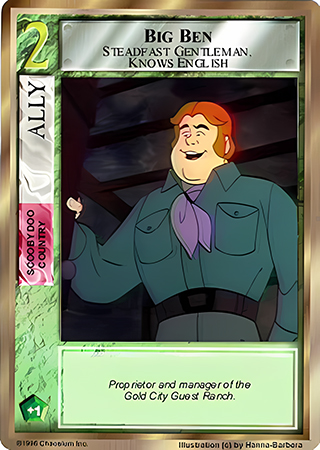 2
BIG BEN
STEADFAST GENTLEMAN.
KNOWS ENGLISH
ALLY
SCOOBY DOO
COUNTRY
Proprietor and manager of the
Gold City Guest Ranch.
+1
©1996 Chaosium Inc.
Illustration (c) by Hanna-Barbera